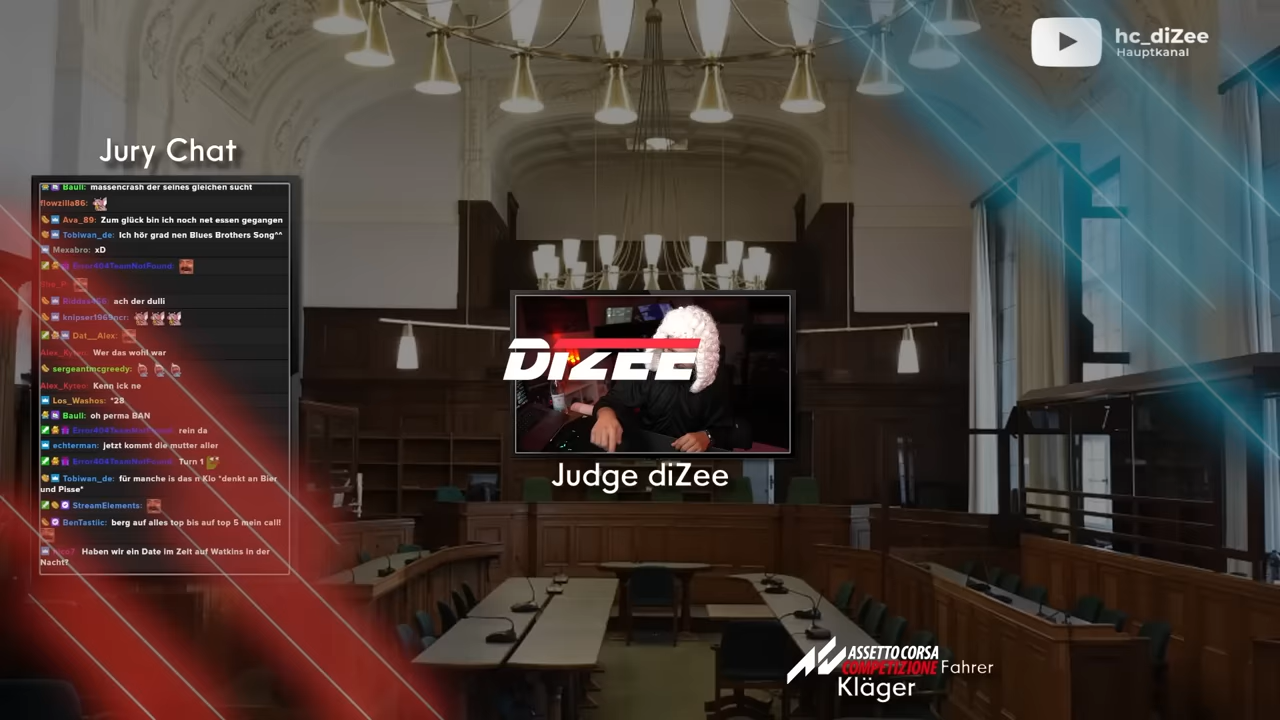 hc_diZee
Hauptkanal
Jury Chat
Bauli: massencrash der seines gleichen sucht
flowzilla86:
Ava_89: Zum glück bin ich noch net essen gegangen
Tobiwan_de: Ich hör grad nen Blues Brothers Song^^
Mexabro: xD
Error404TeamNotFound:
ach der dulli
knipser1969ncr:
Dat__Alex:
Wer das wohl war
sergeantmcgreedy:
Kenn ick ne
Los_Washos: *28
Bauli: oh perma BAN
rein da
echterman: jetzt kommt die mutter aller
Turn 1
Tobiwan_de: für manche is das n Klo *denkt an Bier
und Pisse*
StreamElements:
BenTastiic: berg auf alles top bis auf top 5 mein calll
Haben wir ein Date im Zelt auf Watkins in der
Nacht?
DIZEE
Judge diZee
ASSETTO CORSA
COMPETIZIONE Fahrer
Kläger